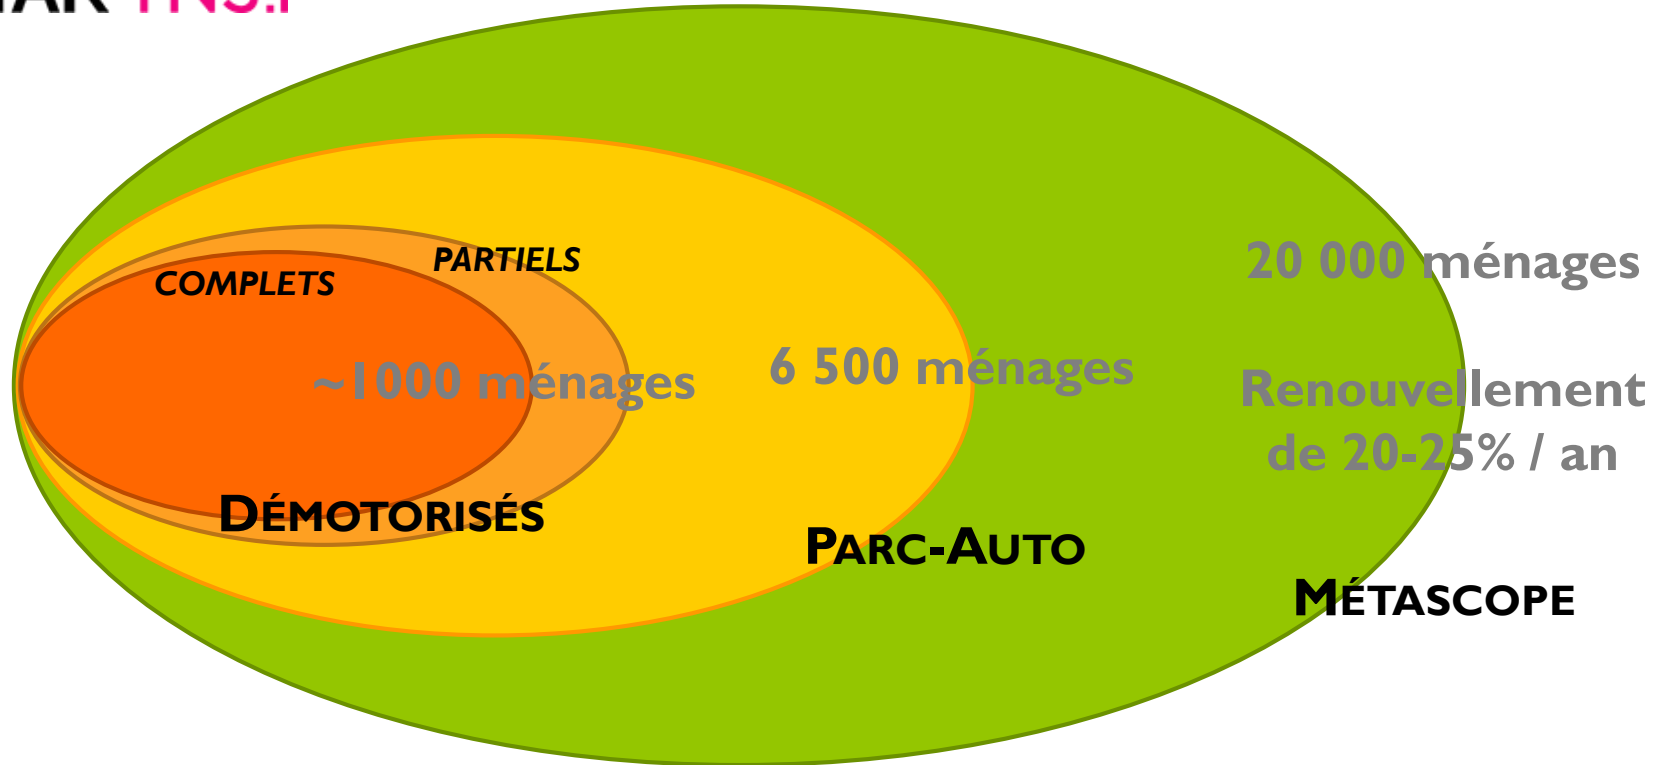 PARTIELS
COMPLETS
20 000 ménages
~1000 ménages
6 500 ménages
Renouvellement
de 20-25% / an
DÉMOTORISÉS
PARC-AUTO
MÉTASCOPE